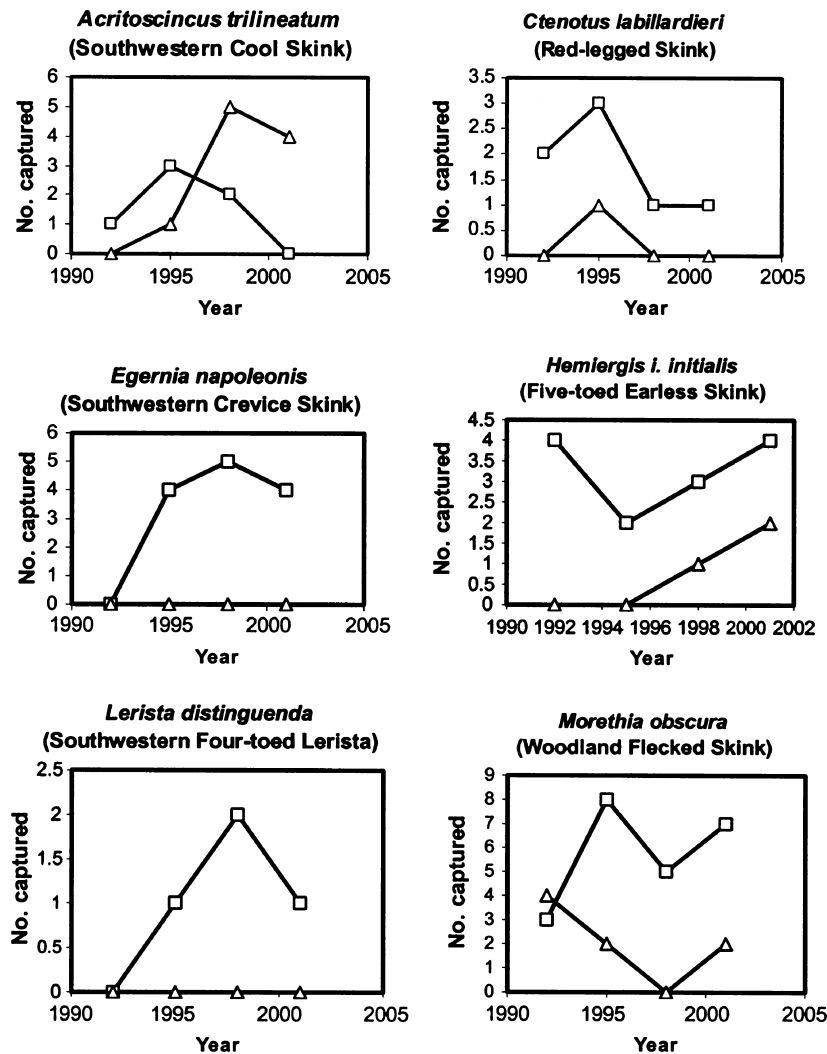 Acritoscincus trilineatum
(Southwestern Cool Skink)
6
5
4
3
2
1
0
No. captured
1990
1995
2000
2005
Year
Ctenotus labillardieri
(Red-legged Skink)
3.5
3
2.5
2
1.5
1
0.5
0
No. captured
1990
1995
2000
2005
Year
Egernia napoleonis
(Southwestern Crevice Skink)
6
5
4
3
2
1
0
No. captured
1990
1995
2000
2005
Year
Hemiergis i. initialis
(Five-toed Earless Skink)
4.5
4
3.5
3
2.5
2
1.5
1
0.5
0
No. captured
1990 1992 1994 1996 1998 2000 2002
Year
Lerista distinguenda
(Southwestern Four-toed Lerista)
2.5
2
1.5
1
0.5
0
No. captured
1990
1995
2000
2005
Year
Morethia obscura
(Woodland Flecked Skink)
9
8
7
6
5
4
3
2
1
0
No. captured
1990
1995
2000
2005
Year